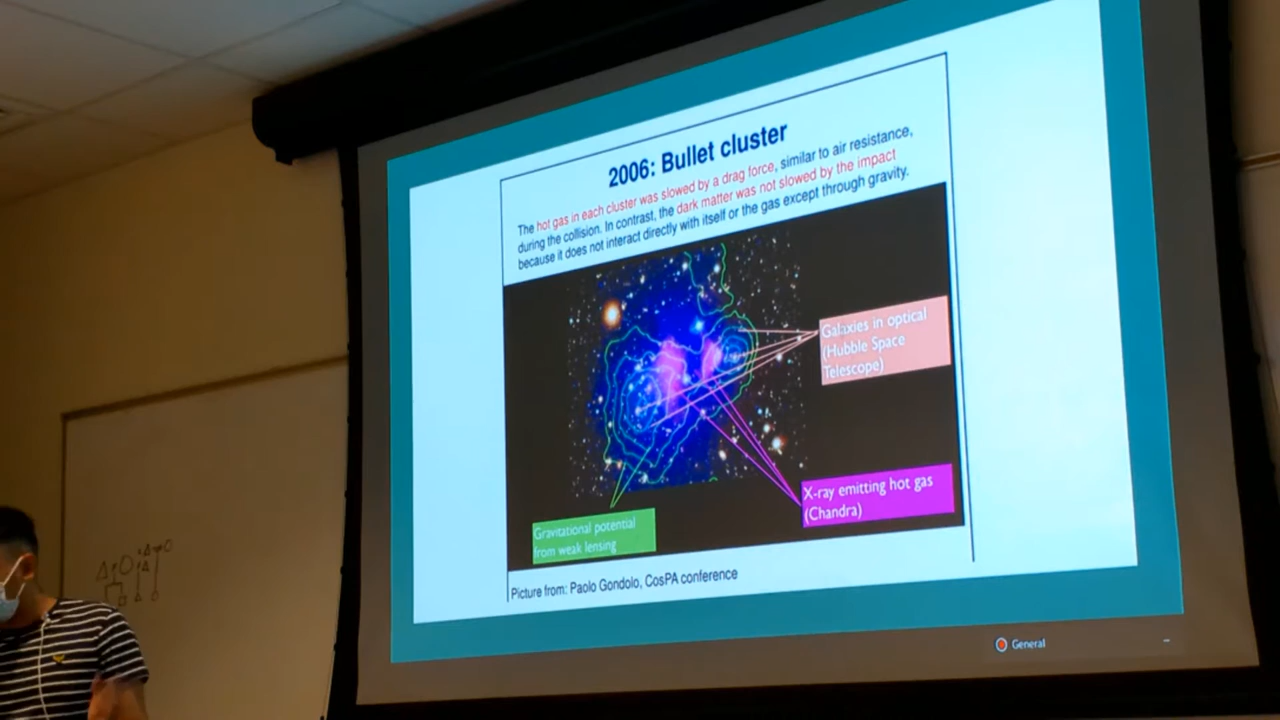 2006: Bullet cluster
The hot gas in each cluster was slowed by a drag force, similar to air resistance,
during the collision. In contrast, the dark matter was not slowed by the impact
because it does not interact directly with itself or the gas except through gravity.
Galaxies in optical
(Hubble Space
Telescope)
X-ray emitting hot gas
(Chandra)
Gravitational potential
from weak lensing
Picture from: Paolo Gondolo, CosPA conference
General